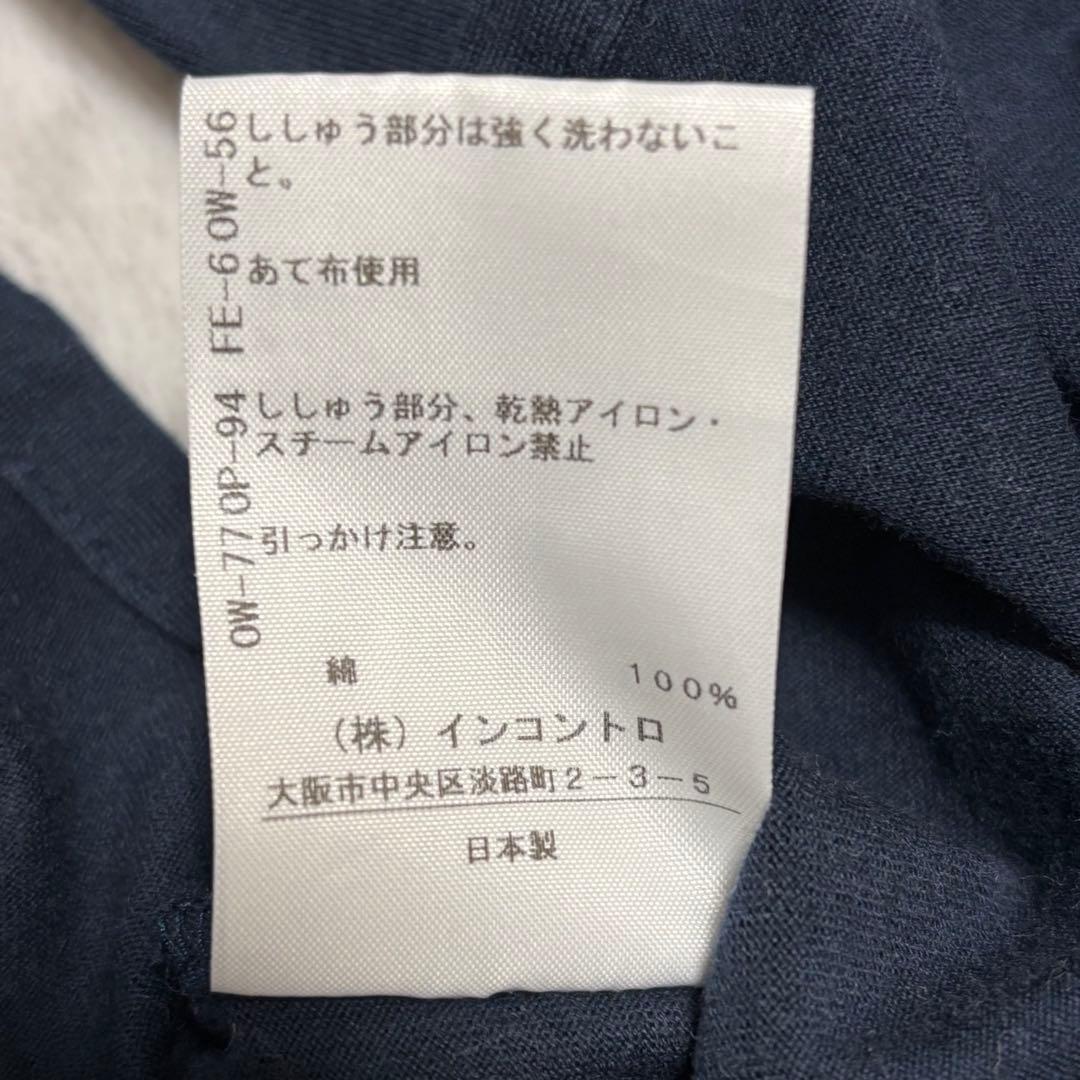 ししゅう部分は強く洗わないこ
と。
あて布使用
ししゅう部分、乾熱アイロン・
スチームアイロン禁止
引っかけ注意。
綿 100%
(株)インコントロ
大阪市中央区淡路町2-3-5
日本製
OW-770P-94 FE-60W-56